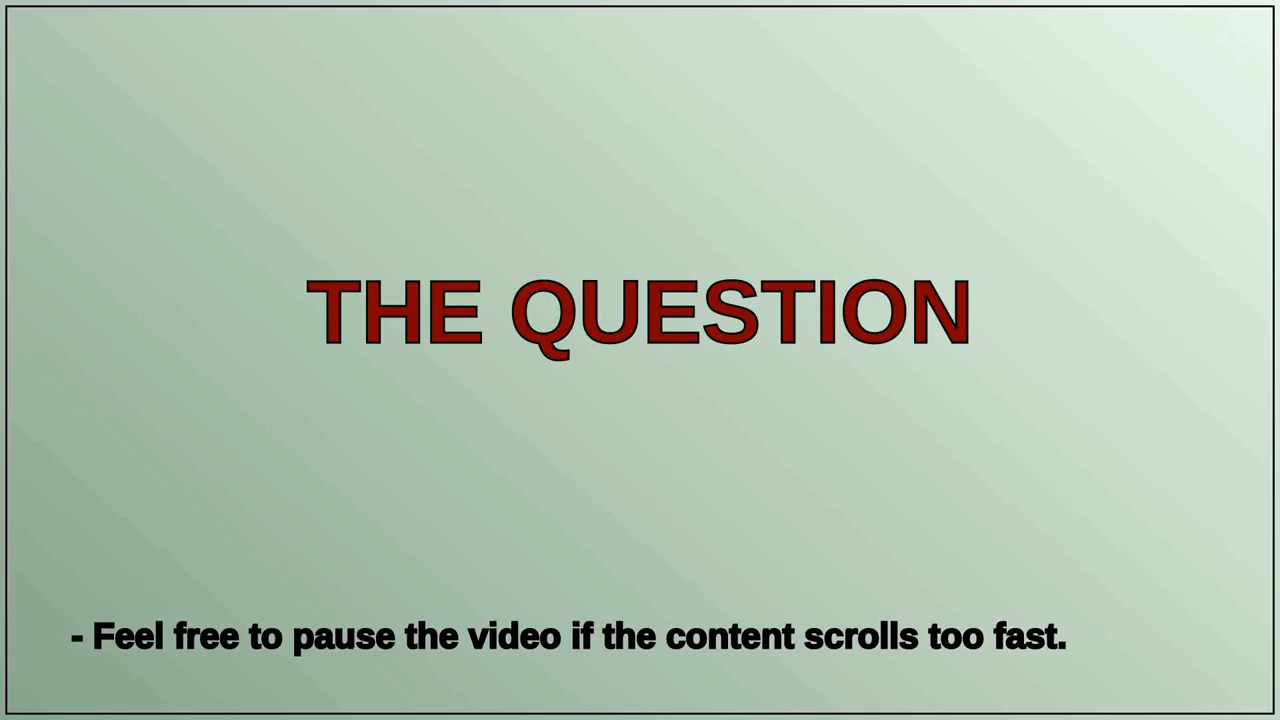 THE QUESTION
- Feel free to pause the video if the content scrolls too fast.